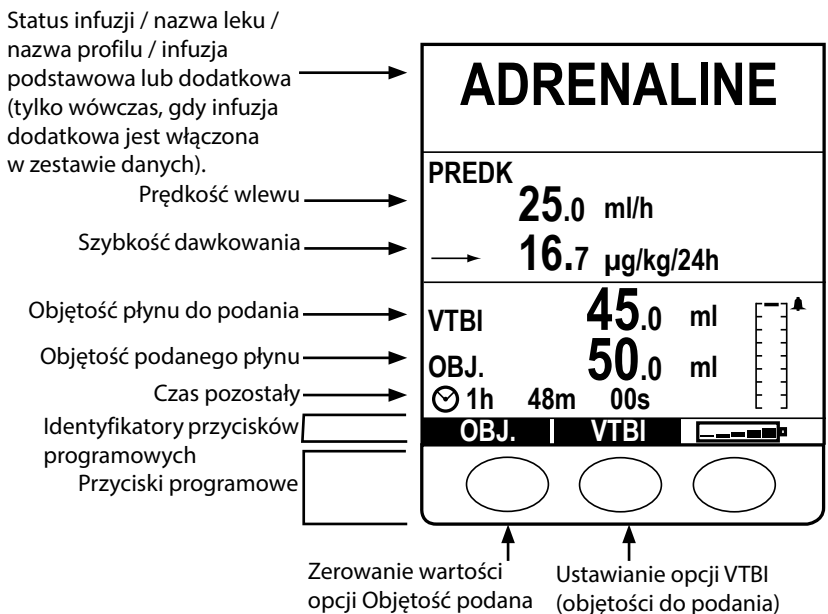 Status infuzji / nazwa leku /
nazwa profilu / infuzja
podstawowa lub dodatkowa
(tylko wówczas, gdy infuzja
dodatkowa jest włączona
w zestawie danych).
ADRENALINE
Prędkość wlewu
PREDK
25.0 ml/h
Szybkość dawkowania
16.7 µg/kg/24h
Objętość płynu do podania
VTBI 45.0 ml
Objętość podanego płynu
OBJ. 50.0 ml
Czas pozostały
1h 48m 00s
Identyfikatory przycisków
programowych
OBJ. VTBI
Przyciski programowe
Zerowanie wartości
opcji Objętość podana
Ustawianie opcji VTBI
(objętości do podania)